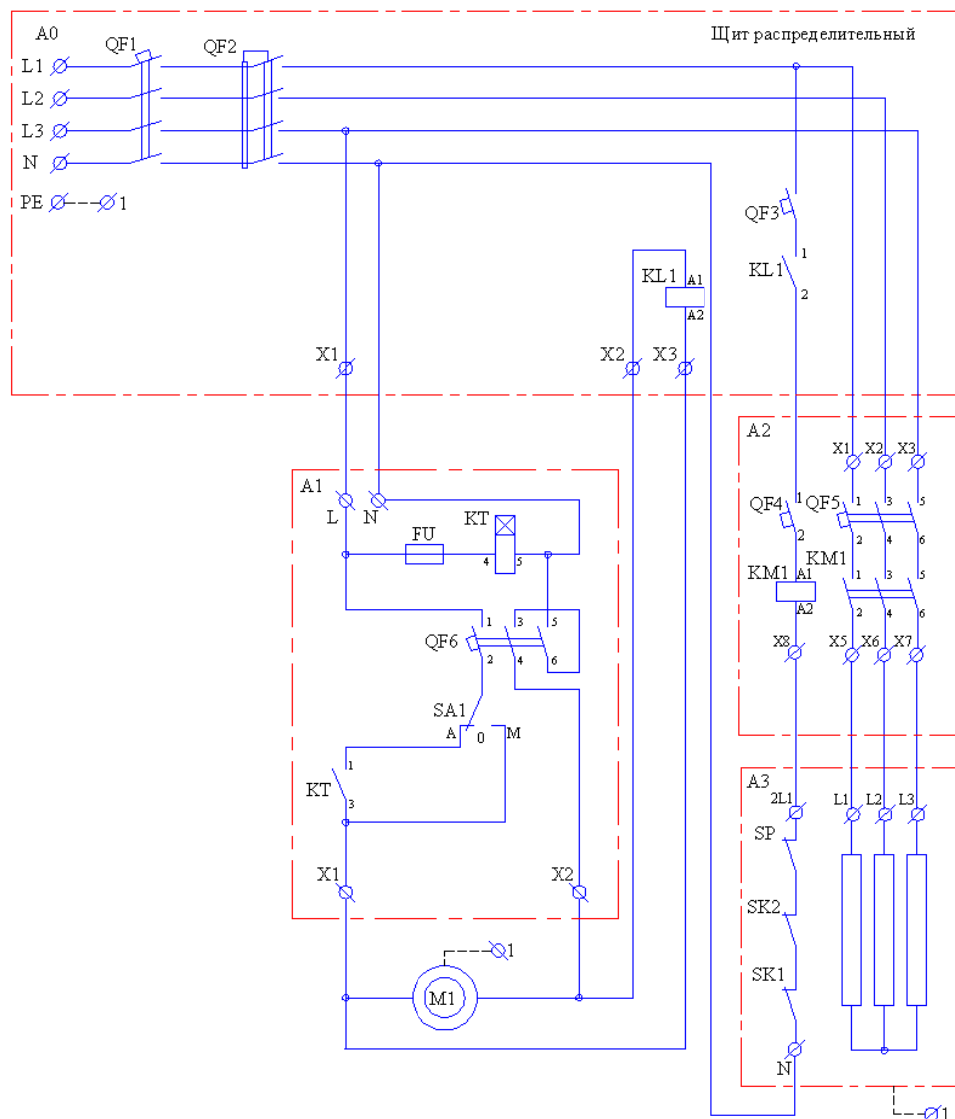 A0 QF1 QF2 Щит распределительный
L1
L2
L3
N
PE 1
QF3
KL1 1 2
KL1 A1 A2
X1 X2 X3
A2
X1 X2 X3
A1
L N KT
FU 4 5
QF4 1 2 QF5 1 3 5 2 4 6
KM1 A1 A2 KM1 1 3 5 2 4 6
QF6 1 3 5 2 4 6
X8 X5 X6 X7
SA1
A 0 M
KT 1 3
A3
2L1 L1 L2 L3
SP
X1 X2
SK2
1
SK1
M1
N
1